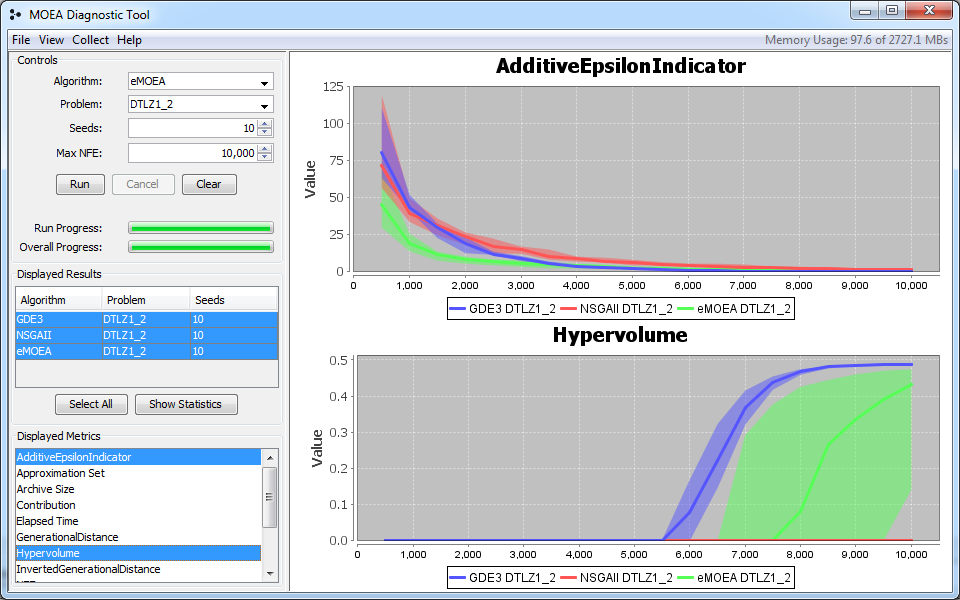 MOEA Diagnostic Tool
File View Collect Help
Memory Usage: 97.6 of 2727.1 MBs
Controls
Algorithm: eMOEA
Problem: DTLZ1_2
Seeds: 10
Max NFE: 10,000
Run Cancel Clear
Run Progress:
Overall Progress:
Displayed Results
Algorithm Problem Seeds
GDE3 DTLZ1_2 10
NSGAII DTLZ1_2 10
eMOEA DTLZ1_2 10
Select All Show Statistics
Displayed Metrics
AdditiveEpsilonIndicator
Approximation Set
Archive Size
Contribution
Elapsed Time
GenerationalDistance
Hypervolume
InvertedGenerationalDistance
AdditiveEpsilonIndicator
Value
125
100
75
50
25
0
0 1,000 2,000 3,000 4,000 5,000 6,000 7,000 8,000 9,000 10,000
GDE3 DTLZ1_2 NSGAII DTLZ1_2 eMOEA DTLZ1_2
Hypervolume
Value
0.5
0.4
0.3
0.2
0.1
0.0
0 1,000 2,000 3,000 4,000 5,000 6,000 7,000 8,000 9,000 10,000
GDE3 DTLZ1_2 NSGAII DTLZ1_2 eMOEA DTLZ1_2